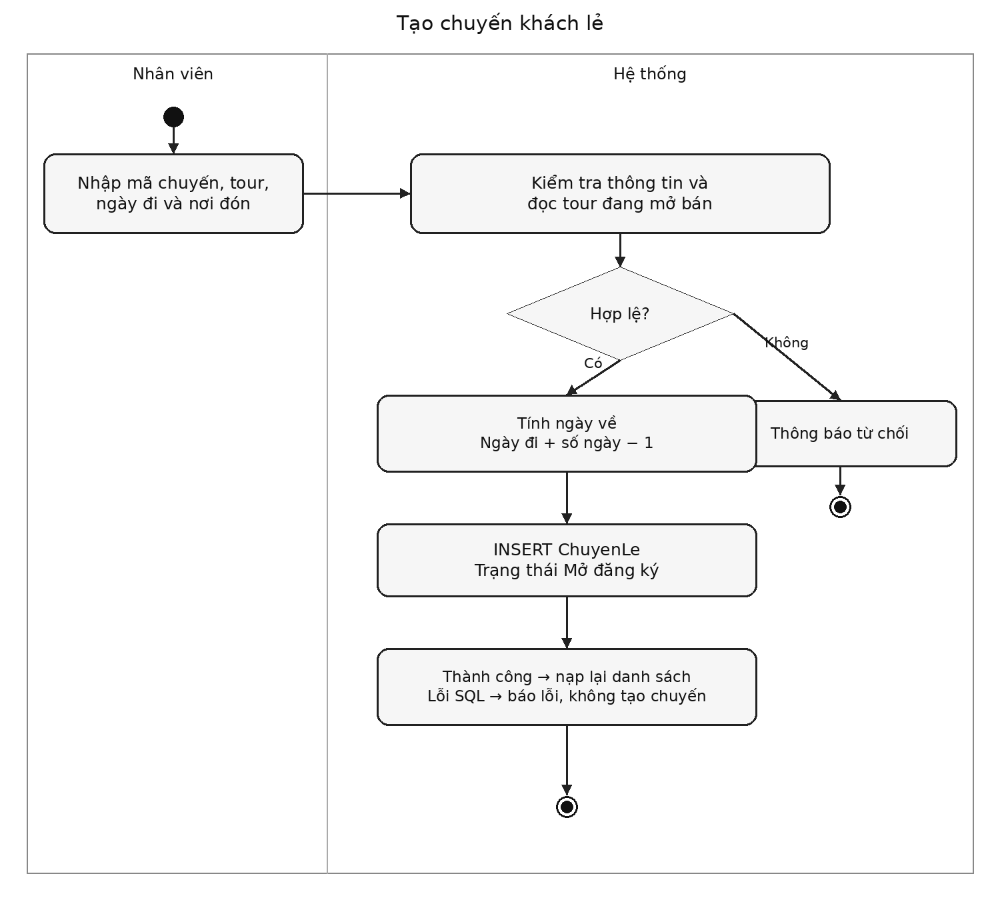 Tạo chuyến khách lẻ
Nhân viên
Hệ thống
Nhập mã chuyến, tour,
ngày đi và nơi đón
Kiểm tra thông tin và
đọc tour đang mở bán
Hợp lệ?
Không
Có
Tính ngày về
Ngày đi + số ngày − 1
Thông báo từ chối
INSERT ChuyenLe
Trạng thái Mở đăng ký
Thành công → nạp lại danh sách
Lỗi SQL → báo lỗi, không tạo chuyến